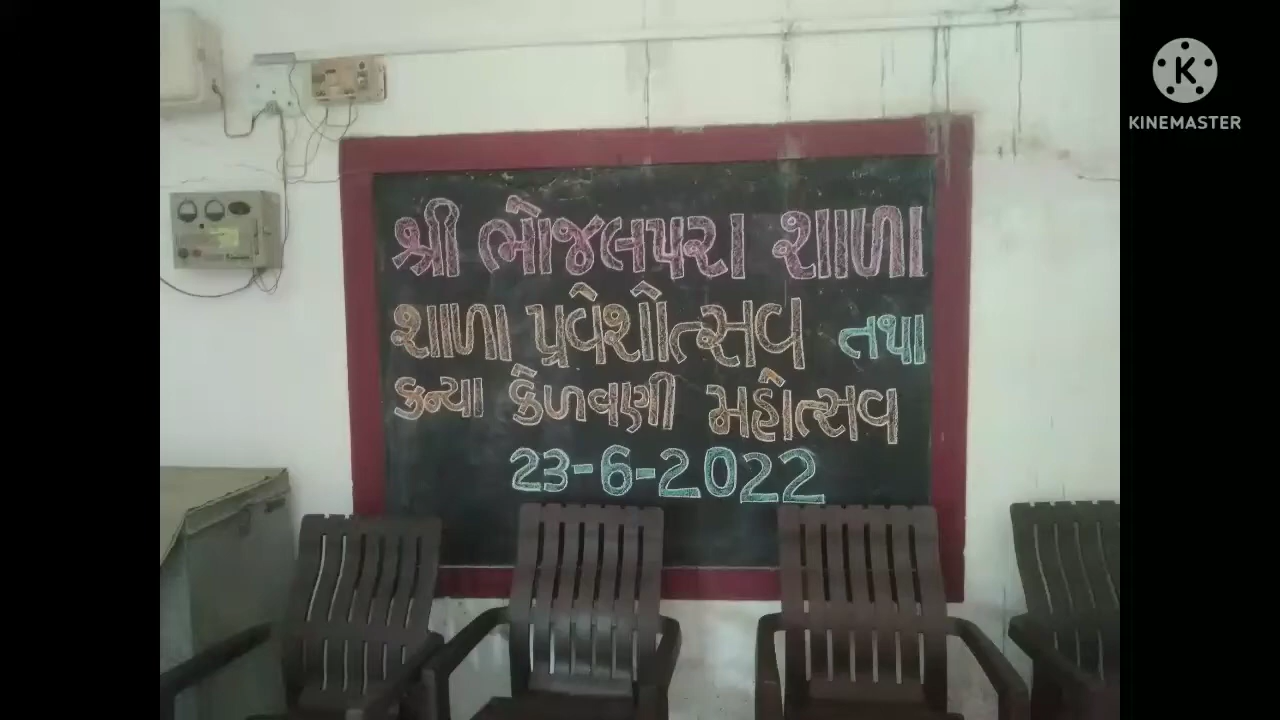 શ્રી ભોજલપરા શાળા
શાળા પ્રવેશોત્સવ તથા
કન્યા કેળવણી મહોત્સવ
23-6-2022
K
KINEMASTER